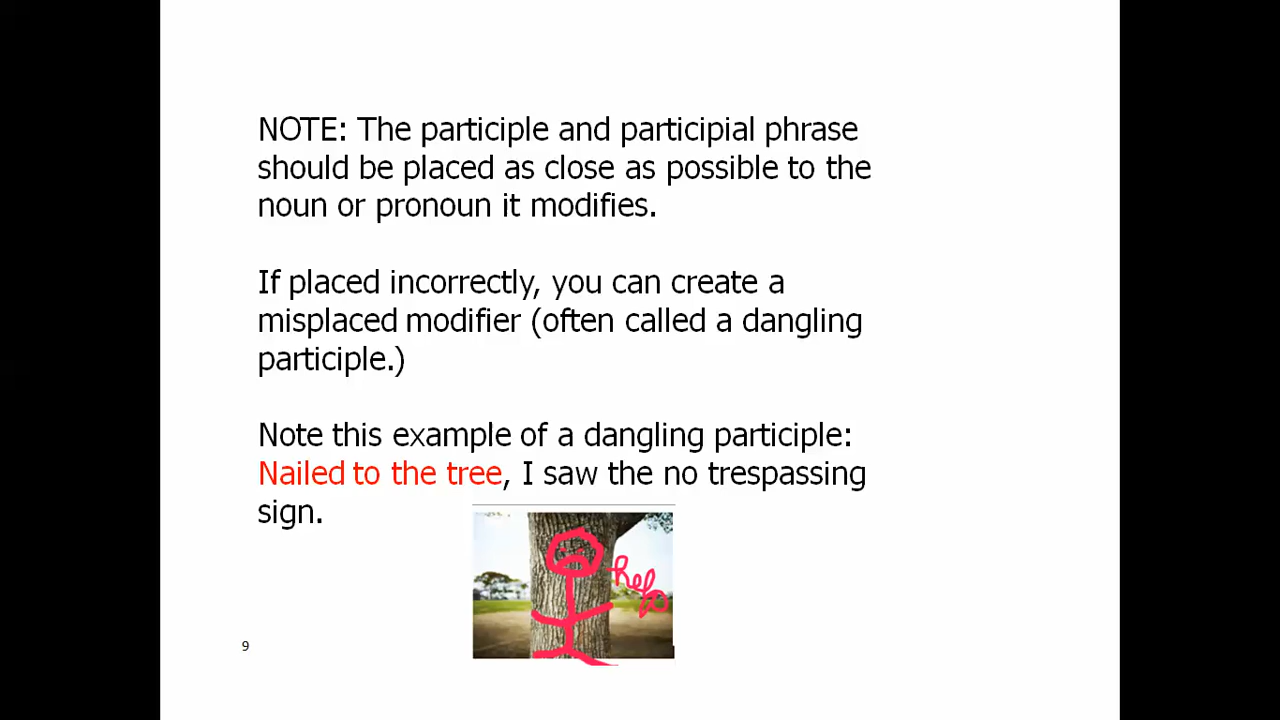 NOTE: The participle and participial phrase
should be placed as close as possible to the
noun or pronoun it modifies.
If placed incorrectly, you can create a
misplaced modifier (often called a dangling
participle.)
Note this example of a dangling participle:
Nailed to the tree, I saw the no trespassing
sign.
help
9